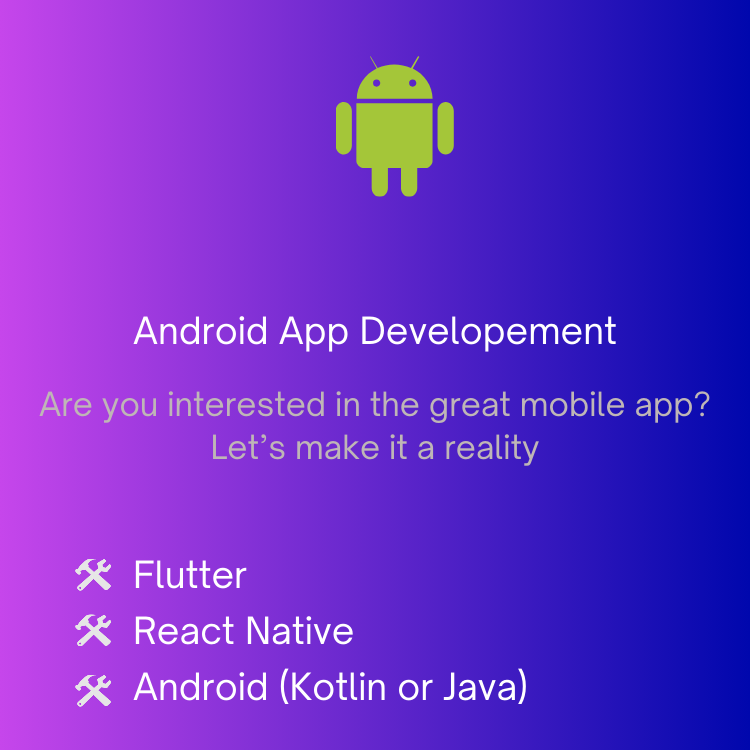 Android App Developement
Are you interested in the great mobile app?
Let’s make it a reality
Flutter
React Native
Android (Kotlin or Java)